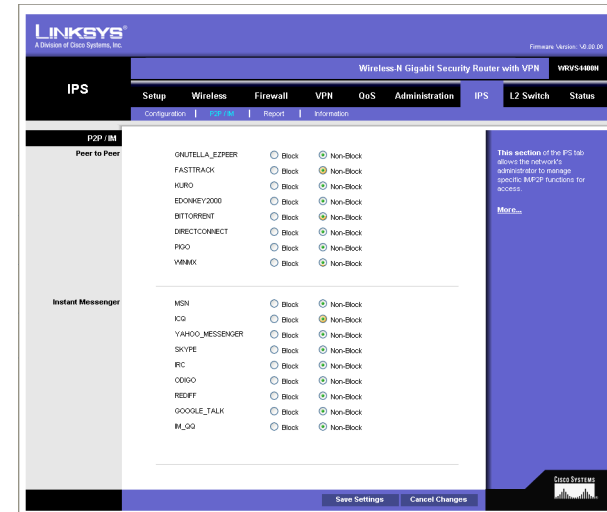 LINKSYS®
A Division of Cisco Systems, Inc.
Firmware Version: V0.00.06
Wireless-N Gigabit Security Router with VPN WRVS4400N
IPS
Setup Wireless Firewall VPN QoS Administration IPS L2 Switch Status
Configuration | P2P / IM | Report | Information
P2P / IM
Peer to Peer
GNUTELLA_EZPEER Block Non-Block
FASTTRACK Block Non-Block
KURO Block Non-Block
EDONKEY2000 Block Non-Block
BITTORRENT Block Non-Block
DIRECTCONNECT Block Non-Block
PIGO Block Non-Block
WINMX Block Non-Block
Instant Messenger
MSN Block Non-Block
ICQ Block Non-Block
YAHOO_MESSENGER Block Non-Block
SKYPE Block Non-Block
IRC Block Non-Block
ODIGO Block Non-Block
REDIFF Block Non-Block
GOOGLE_TALK Block Non-Block
IM_QQ Block Non-Block
This section of the IPS tab
allows the network's
administrator to manage
specific IM/P2P functions for
access.
More...
Save Settings Cancel Changes
CISCO SYSTEMS